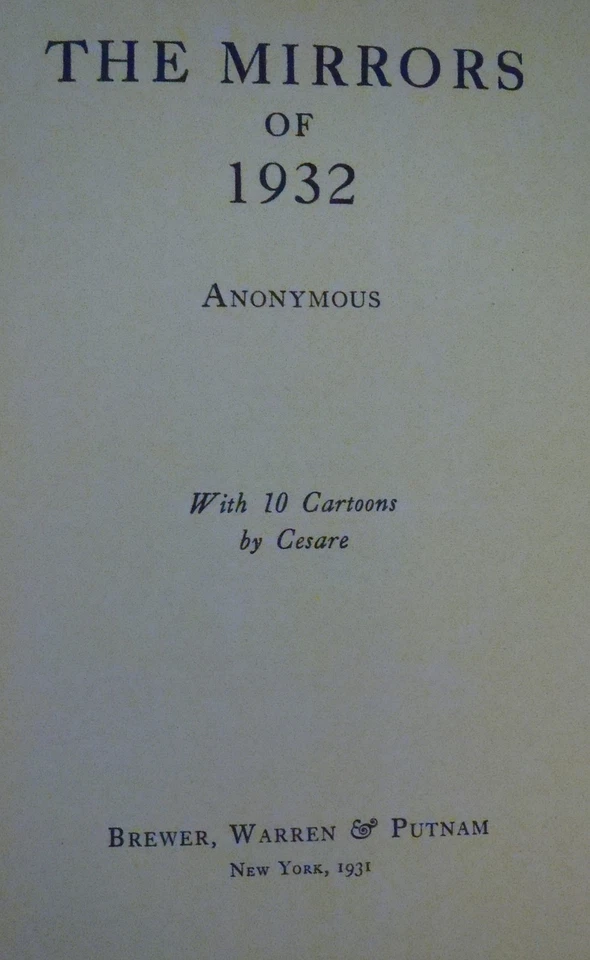 THE MIRRORS
OF
1932
ANONYMOUS
With 10 Cartoons
by Cesare
BREWER, WARREN & PUTNAM
NEW YORK, 1931